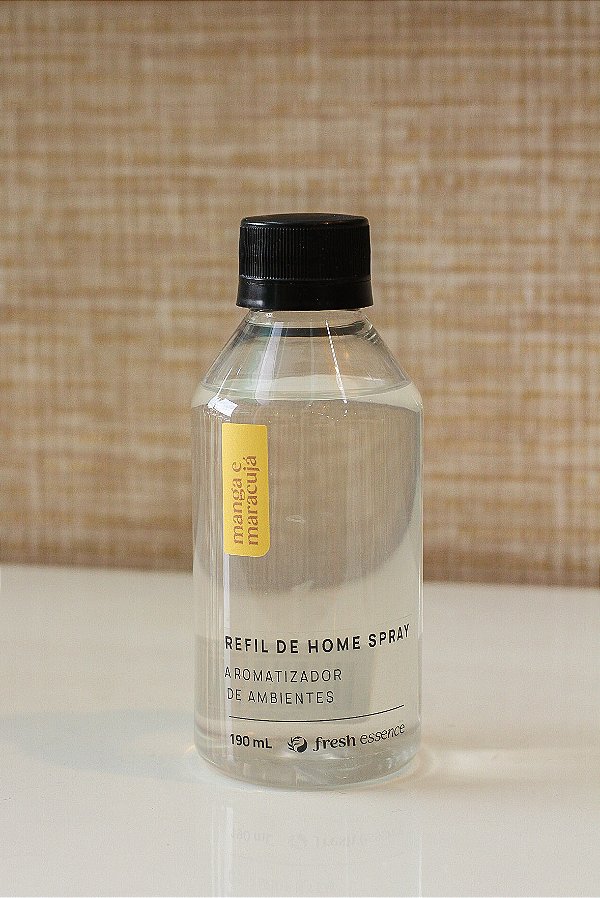 manga e
maracujá
REFIL DE HOME SPRAY
AROMATIZADOR
DE AMBIENTES
190 mL fresh essence